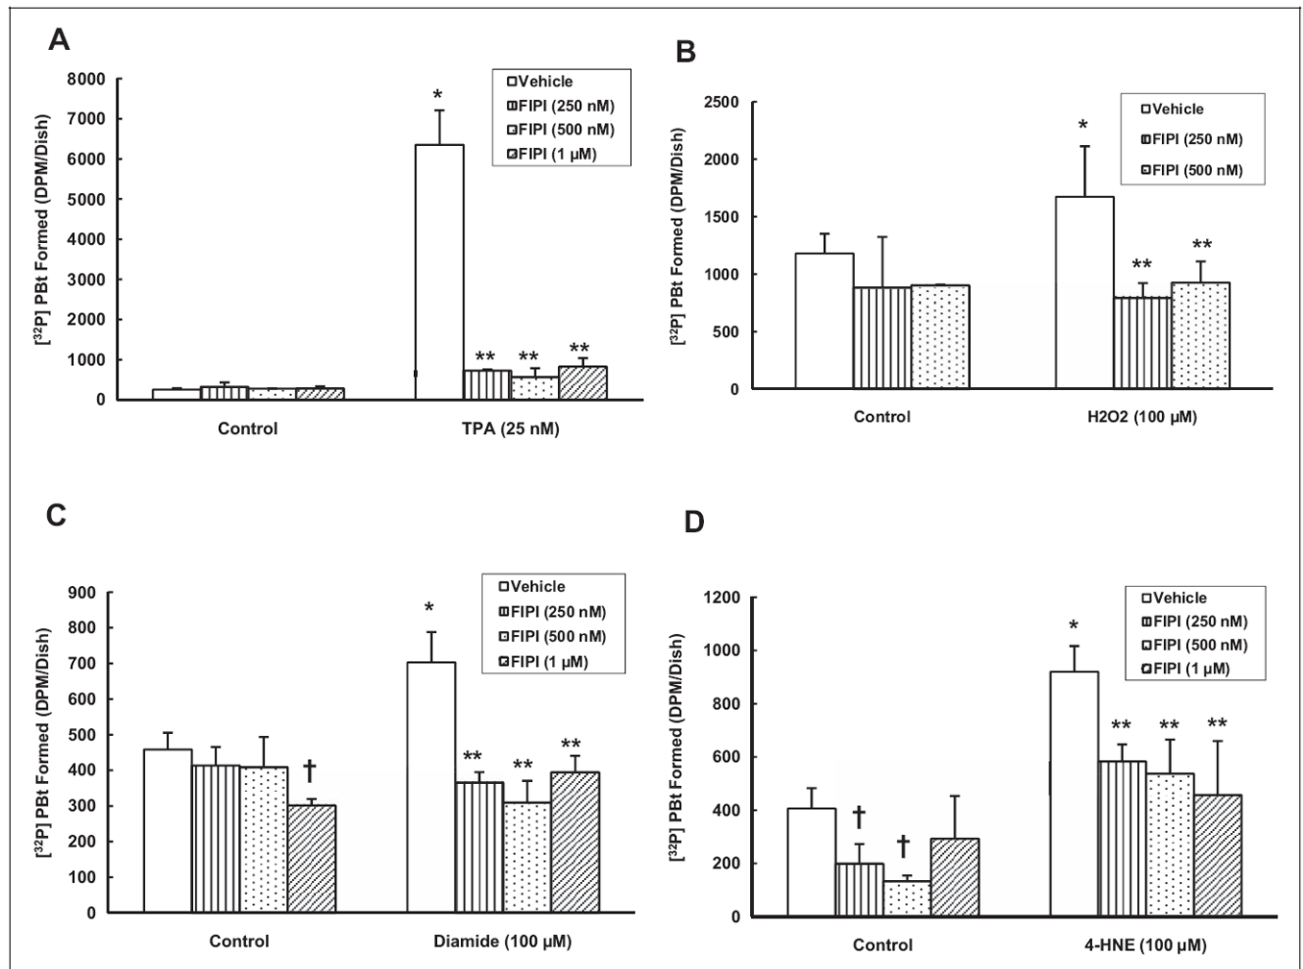 A
[³²P] PBt Formed (DPM/Dish)
8000
7000
6000
5000
4000
3000
2000
1000
0
Vehicle
FIPI (250 nM)
FIPI (500 nM)
FIPI (1 µM)
*
** ** **
Control TPA (25 nM)
B
[³²P] PBt Formed (DPM/Dish)
2500
2000
1500
1000
500
0
Vehicle
FIPI (250 nM)
FIPI (500 nM)
*
** **
Control H2O2 (100 µM)
C
[³²P] PBt Formed (DPM/Dish)
900
800
700
600
500
400
300
200
100
0
Vehicle
FIPI (250 nM)
FIPI (500 nM)
FIPI (1 µM)
*
† ** ** **
Control Diamide (100 µM)
D
[³²P] PBt Formed (DPM/Dish)
1200
1000
800
600
400
200
0
Vehicle
FIPI (250 nM)
FIPI (500 nM)
FIPI (1 µM)
*
** ** **
† †
Control 4-HNE (100 µM)